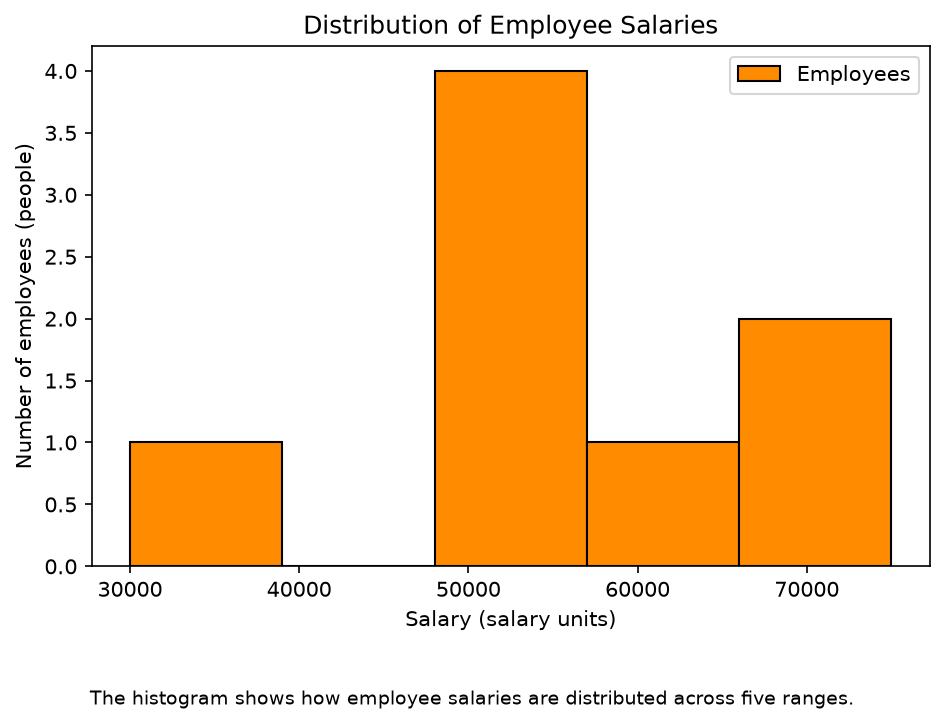 Distribution of Employee Salaries
Employees
Number of employees (people)
4.0
3.5
3.0
2.5
2.0
1.5
1.0
0.5
0.0
30000 40000 50000 60000 70000
Salary (salary units)
The histogram shows how employee salaries are distributed across five ranges.